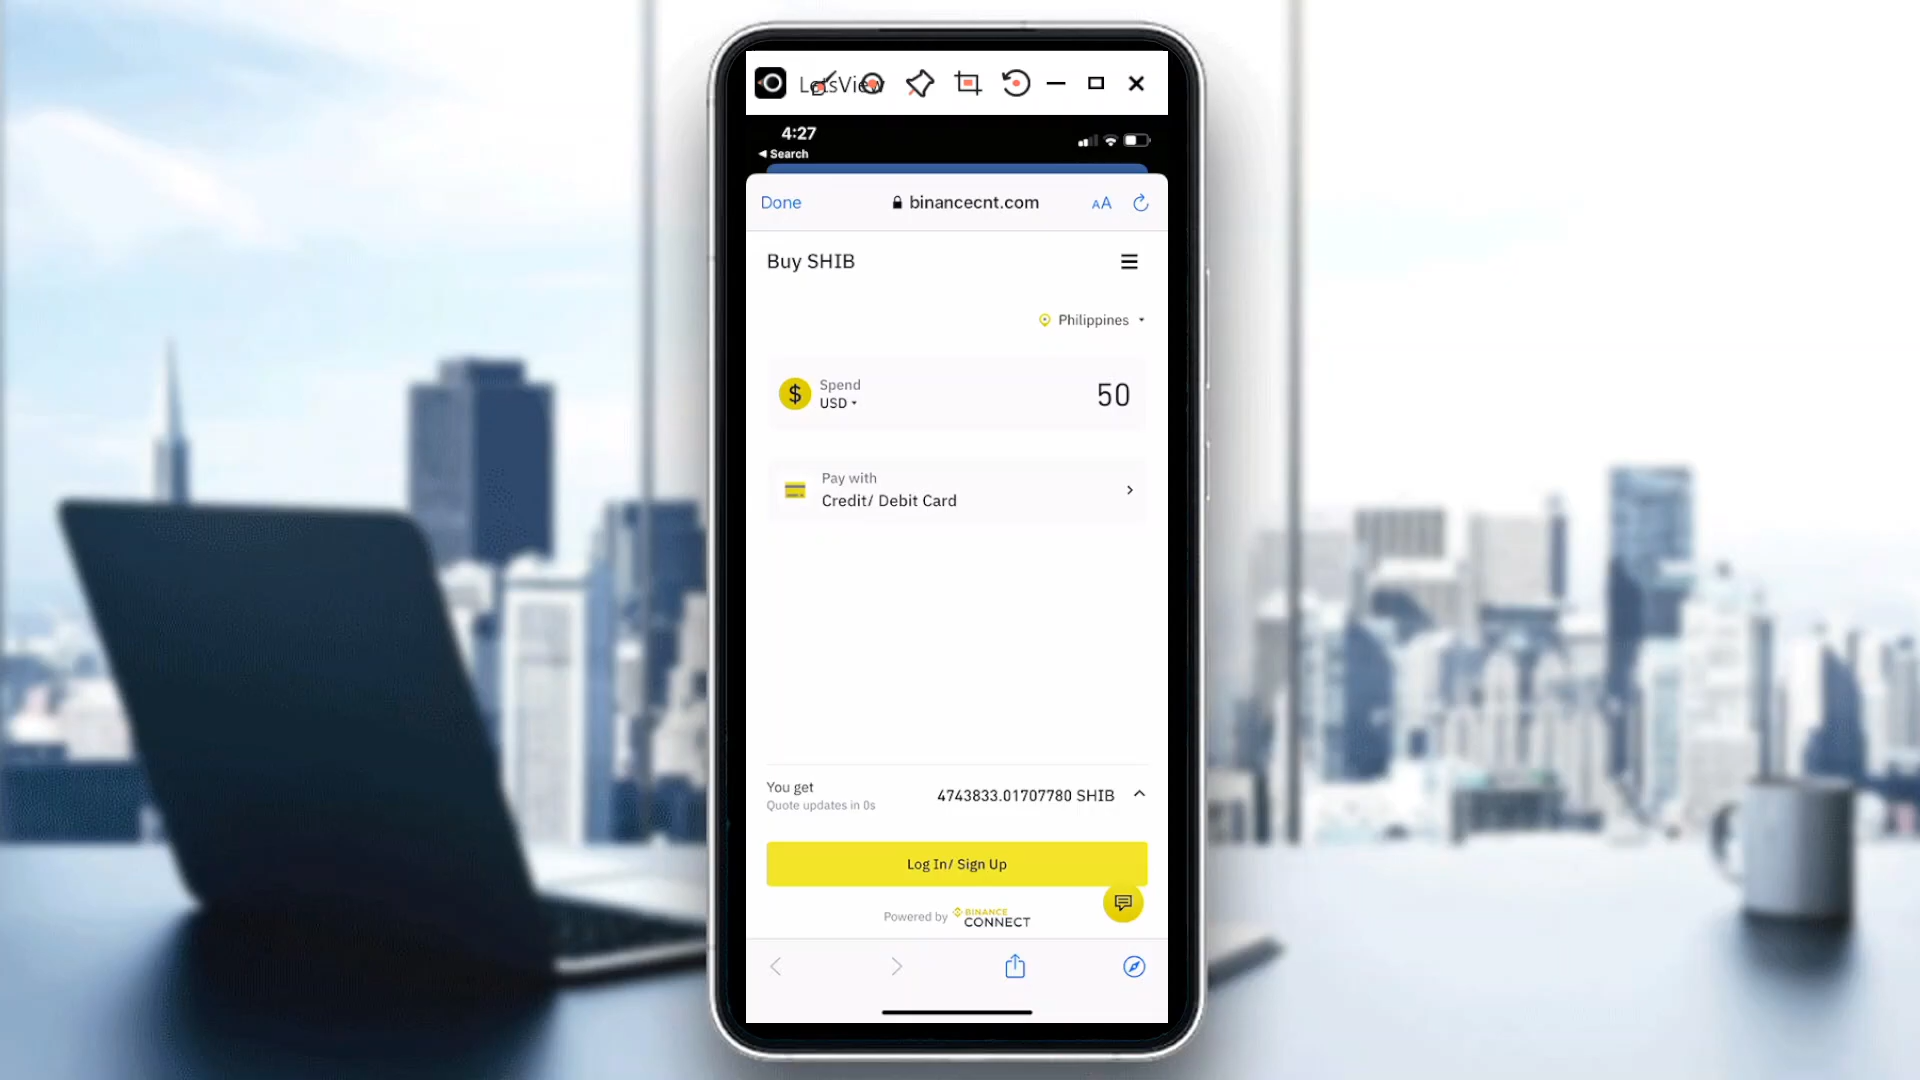 LetsView
4:27
Search
Done
binancecnt.com
AA
Buy SHIB
Philippines
$
Spend
USD
50
Pay with
Credit/ Debit Card
You get
Quote updates in 0s
4743833.01707780 SHIB
Log In/ Sign Up
Powered by BINANCE CONNECT